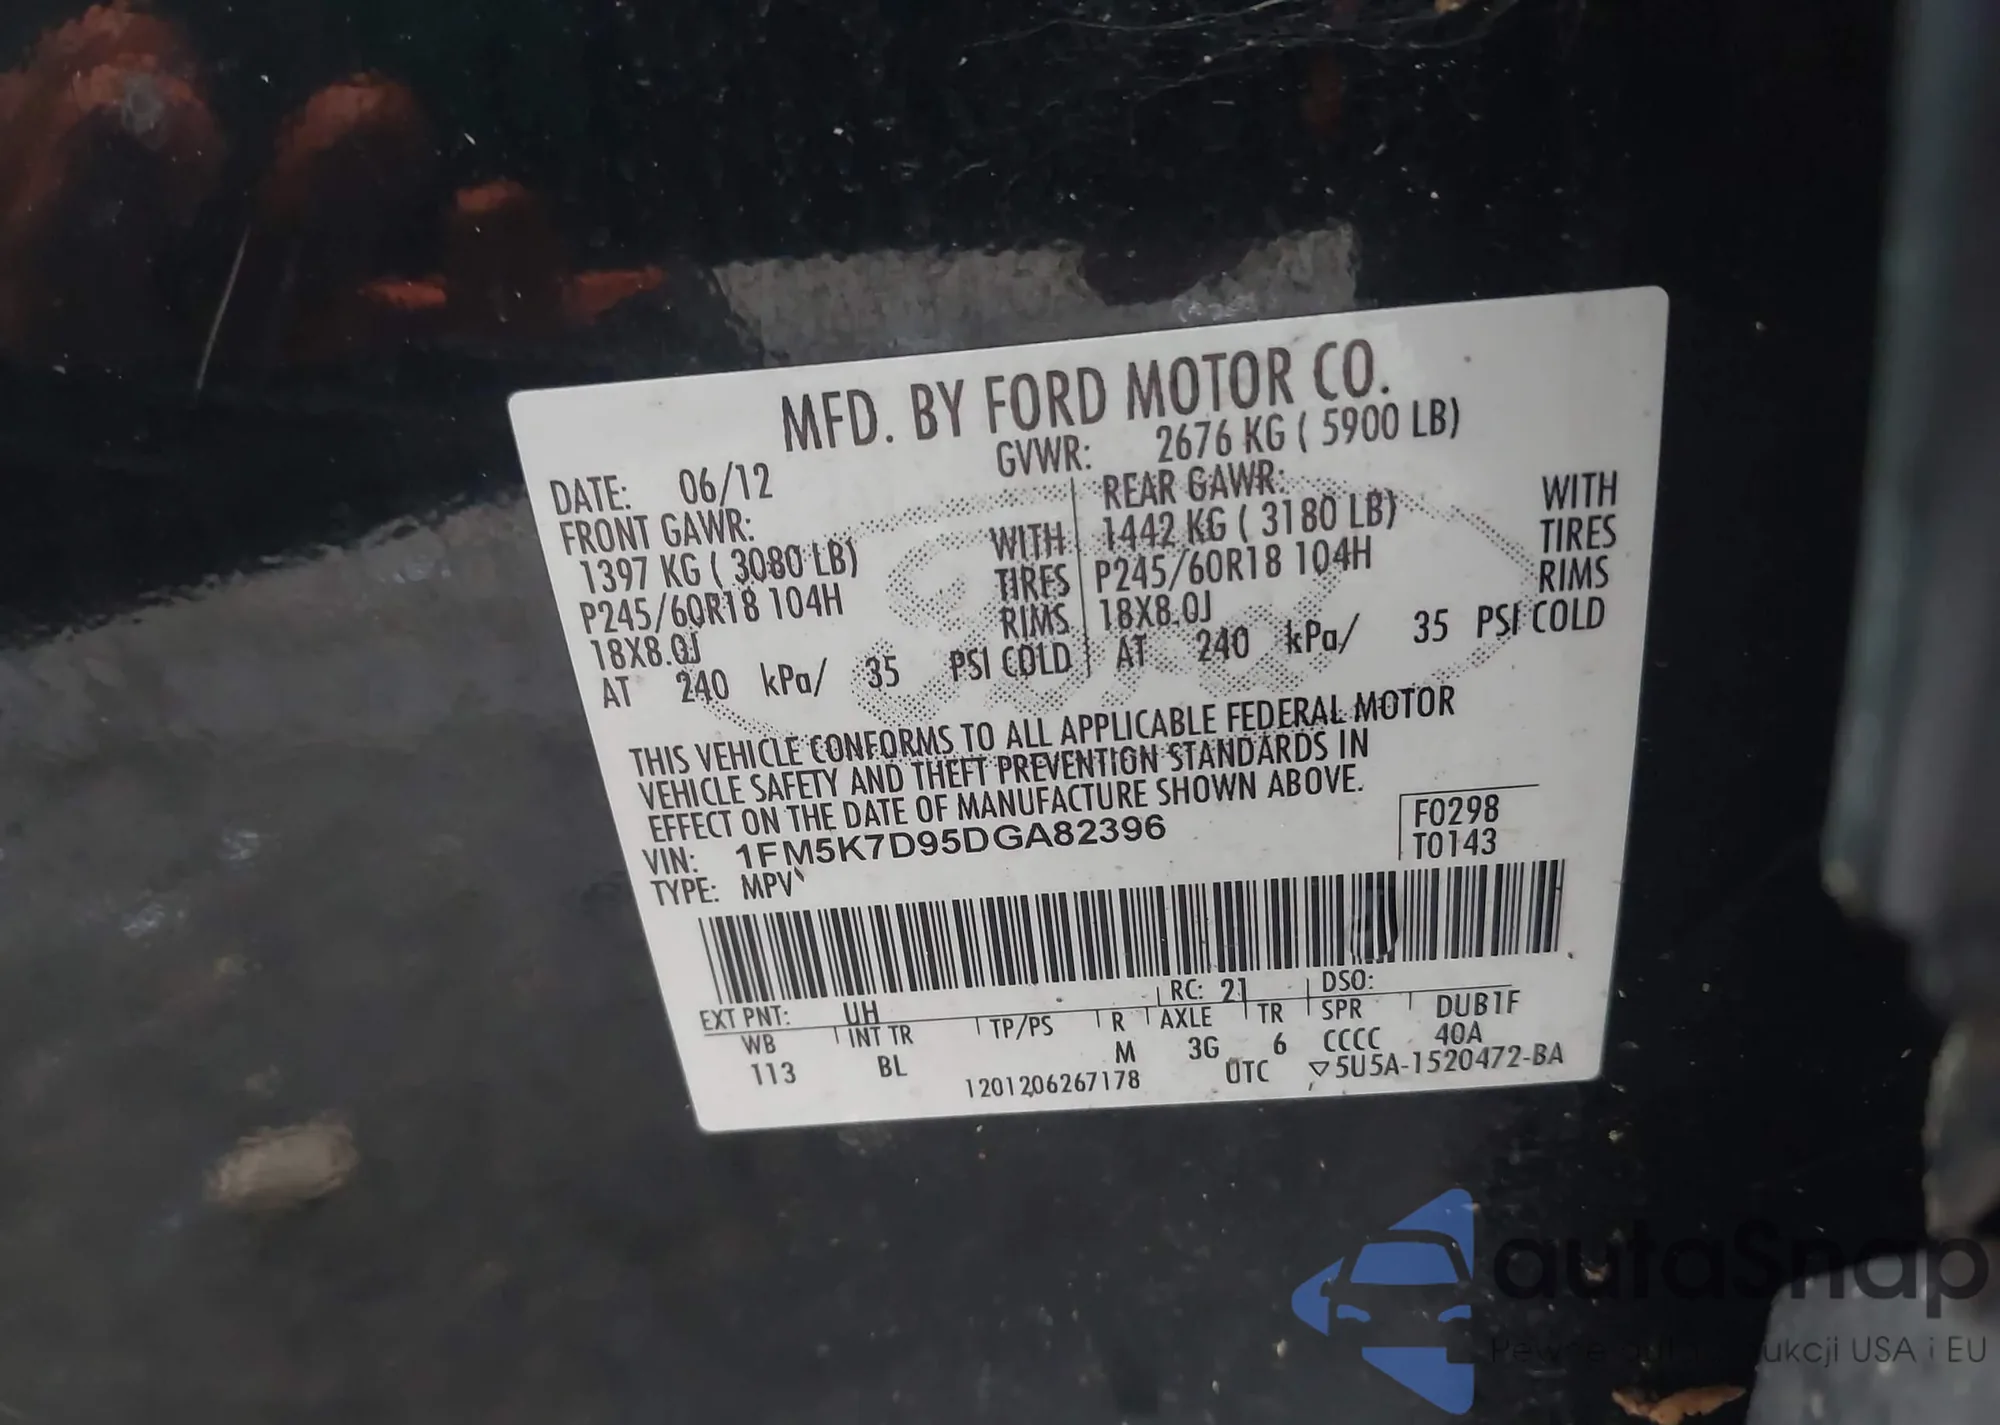 MFD. BY FORD MOTOR CO.
DATE: 06/12 GVWR: 2676 KG ( 5900 LB)
FRONT GAWR: REAR GAWR:
1397 KG ( 3080 LB) WITH 1442 KG ( 3180 LB) WITH
P245/60R18 104H TIRES P245/60R18 104H TIRES
18X8.0J RIMS 18X8.0J RIMS
AT 240 kPa/ 35 PSI COLD AT 240 kPa/ 35 PSI COLD
THIS VEHICLE CONFORMS TO ALL APPLICABLE FEDERAL MOTOR
VEHICLE SAFETY AND THEFT PREVENTION STANDARDS IN
EFFECT ON THE DATE OF MANUFACTURE SHOWN ABOVE.
VIN: 1FM5K7D95DGA82396 F0298
TYPE: MPV T0143
RC: 21 DSO:
EXT PNT: UH
WB INT TR TP/PS R AXLE TR SPR DUB1F
113 BL M 3G 6 CCCC 40A
1201206267178 UTC ▽5U5A-1520472-BA
autoSnap
USA i EU